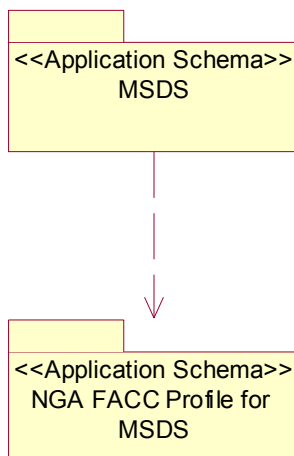 <<Application Schema>>
MSDS
<<Application Schema>>
NGA FACC Profile for
MSDS